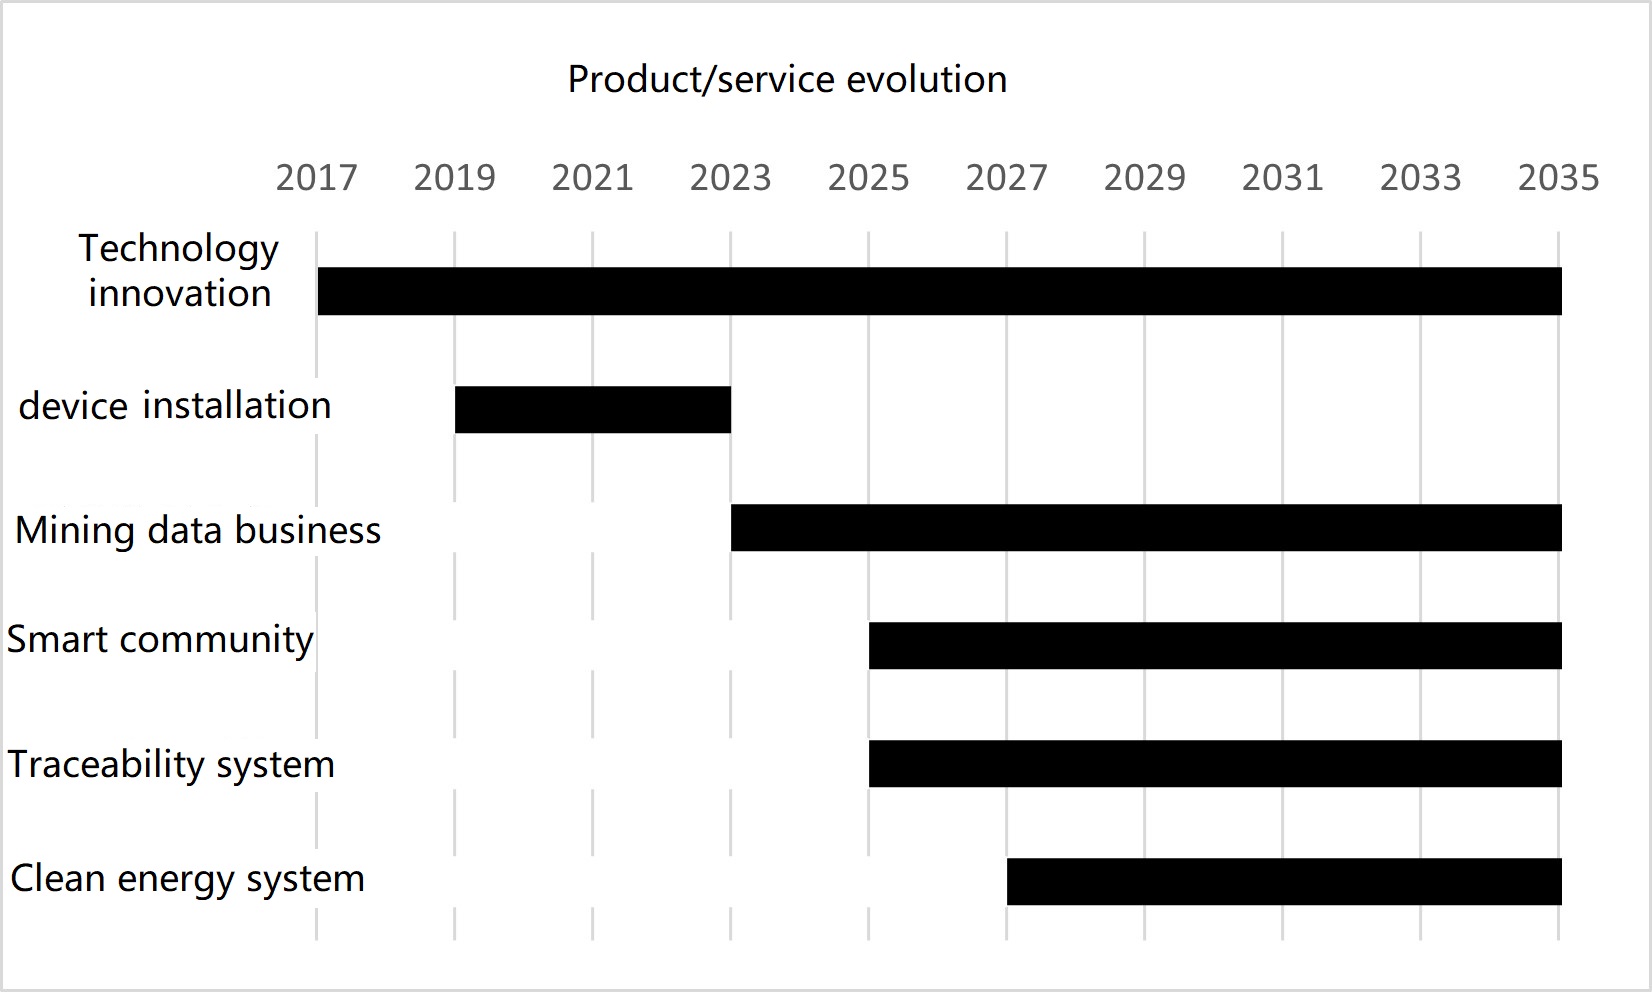 Product/service evolution
2017 2019 2021 2023 2025 2027 2029 2031 2033 2035
Technology
innovation
device installation
Mining data business
Smart community
Traceability system
Clean energy system